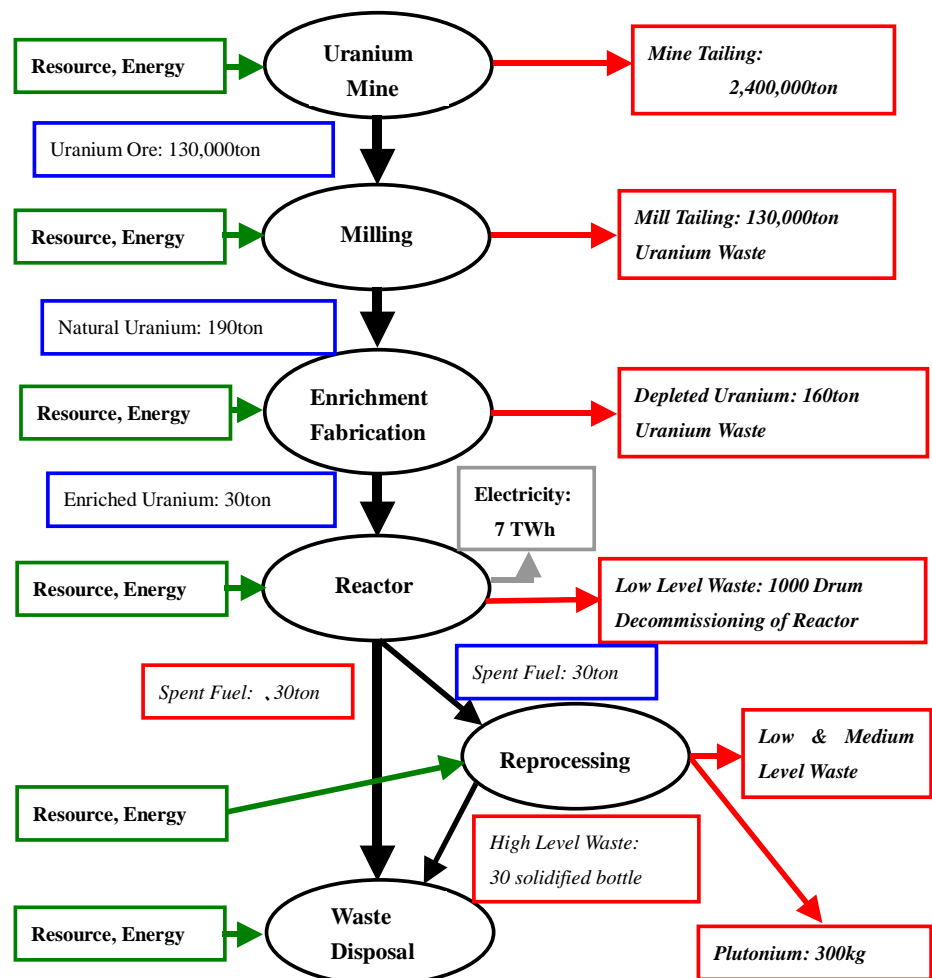 Uranium
Mine
Resource, Energy
Mine Tailing:
2,400,000ton
Uranium Ore: 130,000ton
Milling
Resource, Energy
Mill Tailing: 130,000ton
Uranium Waste
Natural Uranium: 190ton
Enrichment
Fabrication
Resource, Energy
Depleted Uranium: 160ton
Uranium Waste
Enriched Uranium: 30ton
Electricity:
7 TWh
Reactor
Resource, Energy
Low Level Waste: 1000 Drum
Decommissioning of Reactor
Spent Fuel: 、30ton
Spent Fuel: 30ton
Reprocessing
Low & Medium
Level Waste
Resource, Energy
High Level Waste:
30 solidified bottle
Waste
Disposal
Resource, Energy
Plutonium: 300kg